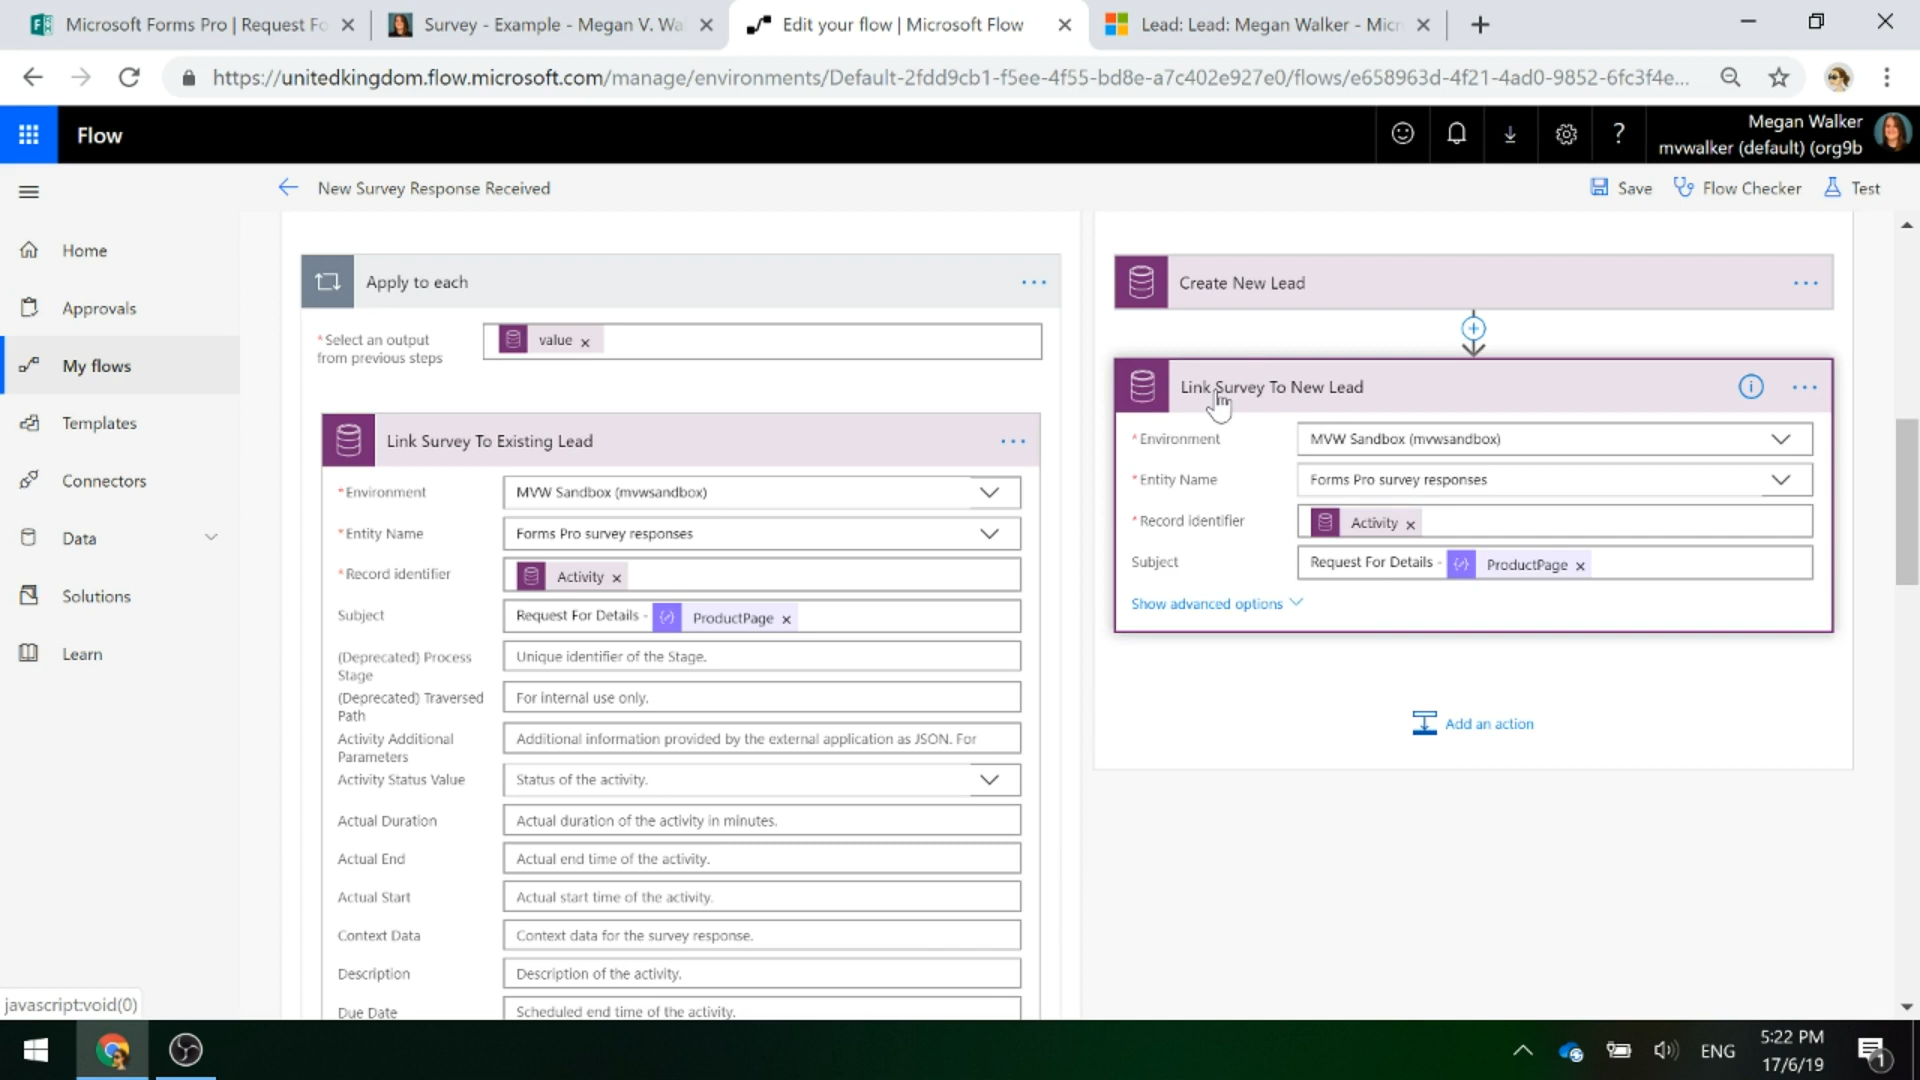 Microsoft Forms Pro | Request Fo
Survey - Example - Megan V. Wa
Edit your flow | Microsoft Flow
Lead: Lead: Megan Walker - Micr
https://unitedkingdom.flow.microsoft.com/manage/environments/Default-2fdd9cb1-f5ee-4f55-bd8e-a7c402e927e0/flows/e658963d-4f21-4ad0-9852-6fc3f4e...
Flow
Megan Walker
mvwalker (default) (org9b
New Survey Response Received
Save
Flow Checker
Test
Home
Approvals
My flows
Templates
Connectors
Data
Solutions
Learn
Apply to each
*Select an output
from previous steps
value
Link Survey To Existing Lead
*Environment
MVW Sandbox (mvwsandbox)
*Entity Name
Forms Pro survey responses
*Record identifier
Activity
Subject
Request For Details - ProductPage
(Deprecated) Process
Stage
Unique identifier of the Stage.
(Deprecated) Traversed
Path
For internal use only.
Activity Additional
Parameters
Additional information provided by the external application as JSON. For
Activity Status Value
Status of the activity.
Actual Duration
Actual duration of the activity in minutes.
Actual End
Actual end time of the activity.
Actual Start
Actual start time of the activity.
Context Data
Context data for the survey response.
Description
Description of the activity.
Due Date
Scheduled end time of the activity.
Create New Lead
Link Survey To New Lead
*Environment
MVW Sandbox (mvwsandbox)
*Entity Name
Forms Pro survey responses
*Record identifier
Activity
Subject
Request For Details - ProductPage
Show advanced options
Add an action
javascript:void(0)
ENG
5:22 PM
17/6/19
1